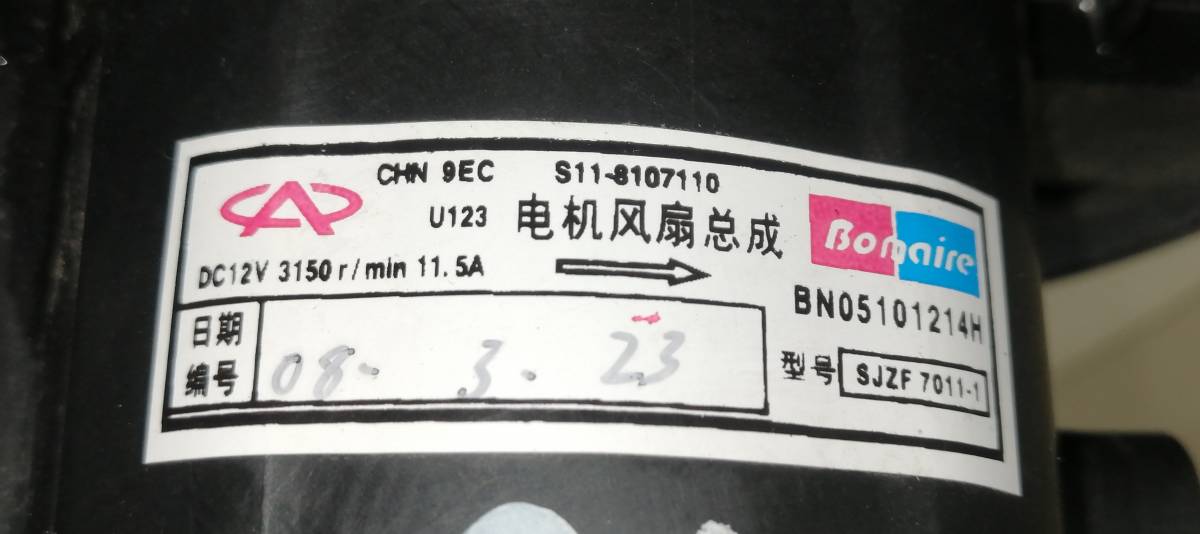 CHN 9EC S11-8107110
U123 电机风扇总成
Bonaire
DC12V 3150 r/min 11.5A
BN05101214H
日期
编号
08. 3. 23
型号 SJZF 7011-1